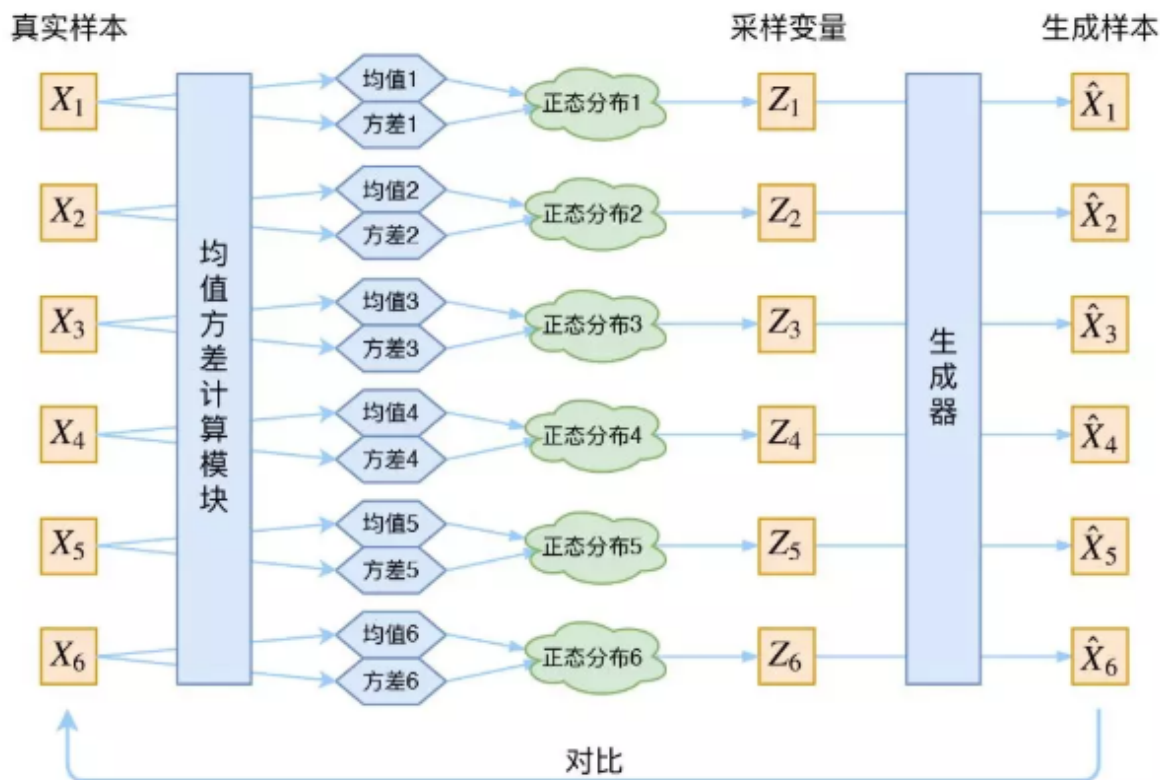 真实样本 采样变量 生成样本
X₁ 均值1 方差1 正态分布1 Z₁ X̂₁
X₂ 均值2 方差2 正态分布2 Z₂ X̂₂
均值方差计算模块
X₃ 均值3 方差3 正态分布3 Z₃ X̂₃
生成器
X₄ 均值4 方差4 正态分布4 Z₄ X̂₄
X₅ 均值5 方差5 正态分布5 Z₅ X̂₅
X₆ 均值6 方差6 正态分布6 Z₆ X̂₆
对比